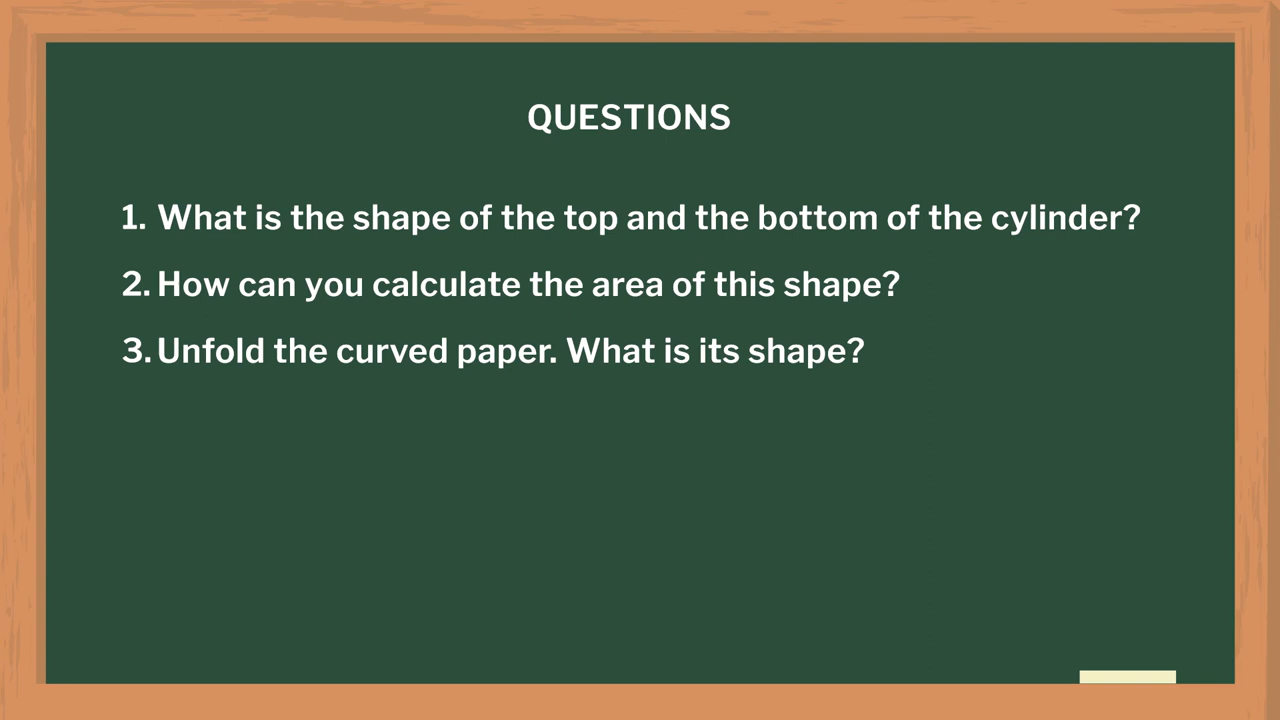 QUESTIONS
1. What is the shape of the top and the bottom of the cylinder?
2. How can you calculate the area of this shape?
3. Unfold the curved paper. What is its shape?